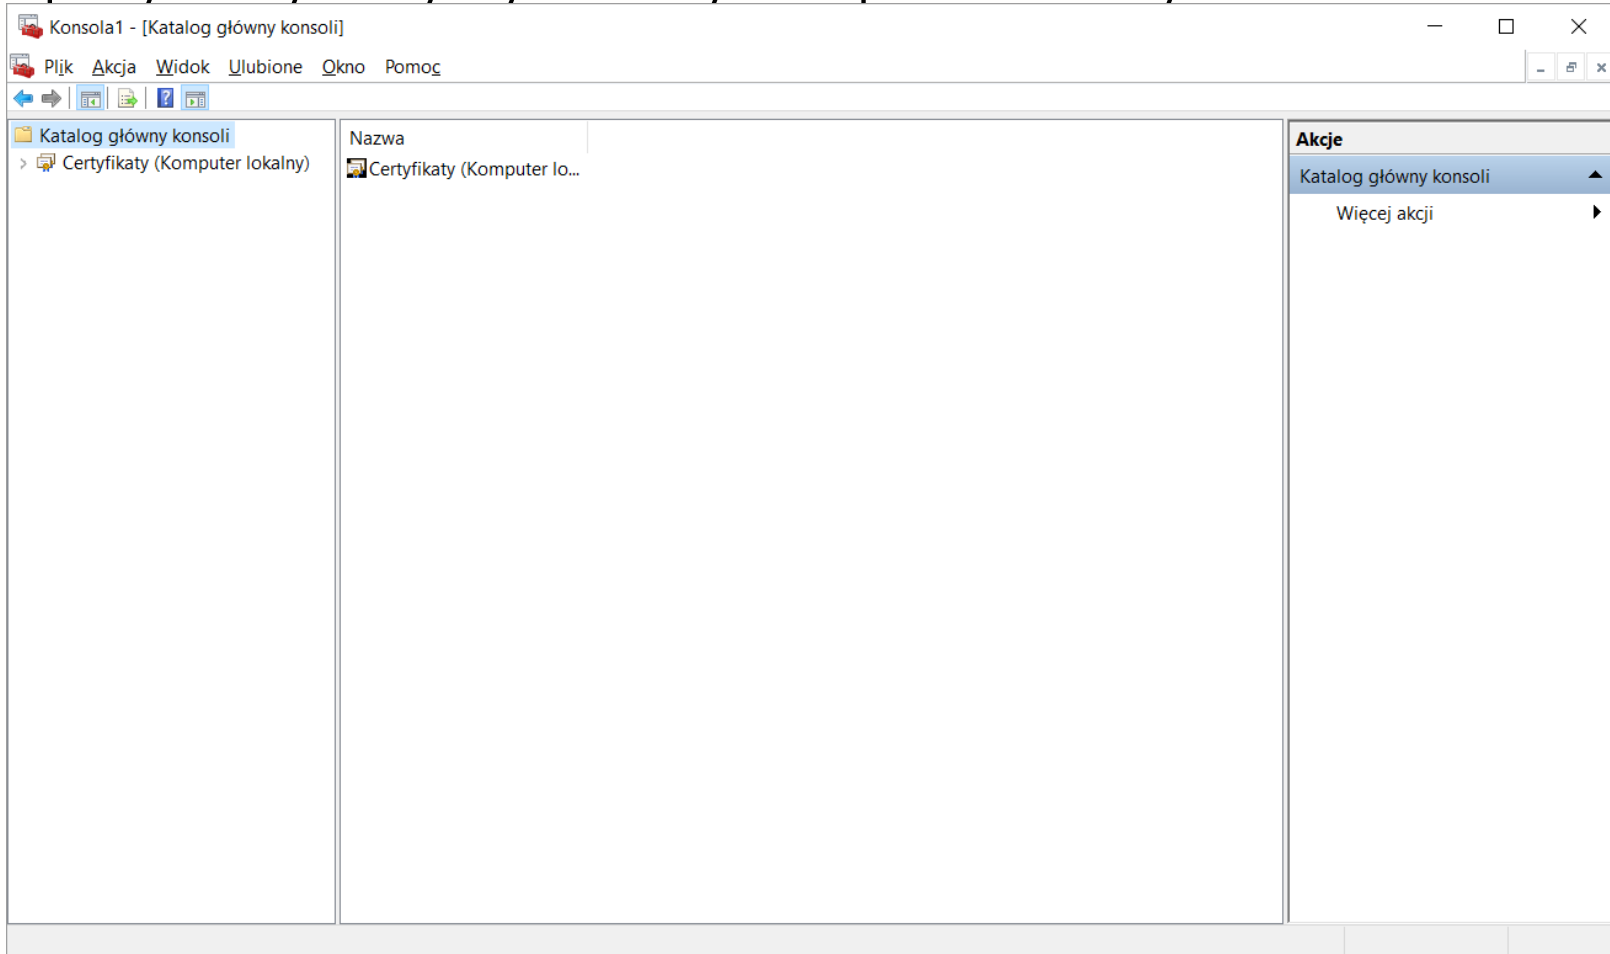 Konsola1 - [Katalog główny konsoli]
Plik Akcja Widok Ulubione Okno Pomoc
Katalog główny konsoli
Certyfikaty (Komputer lokalny)
Nazwa
Certyfikaty (Komputer lo...
Akcje
Katalog główny konsoli
Więcej akcji